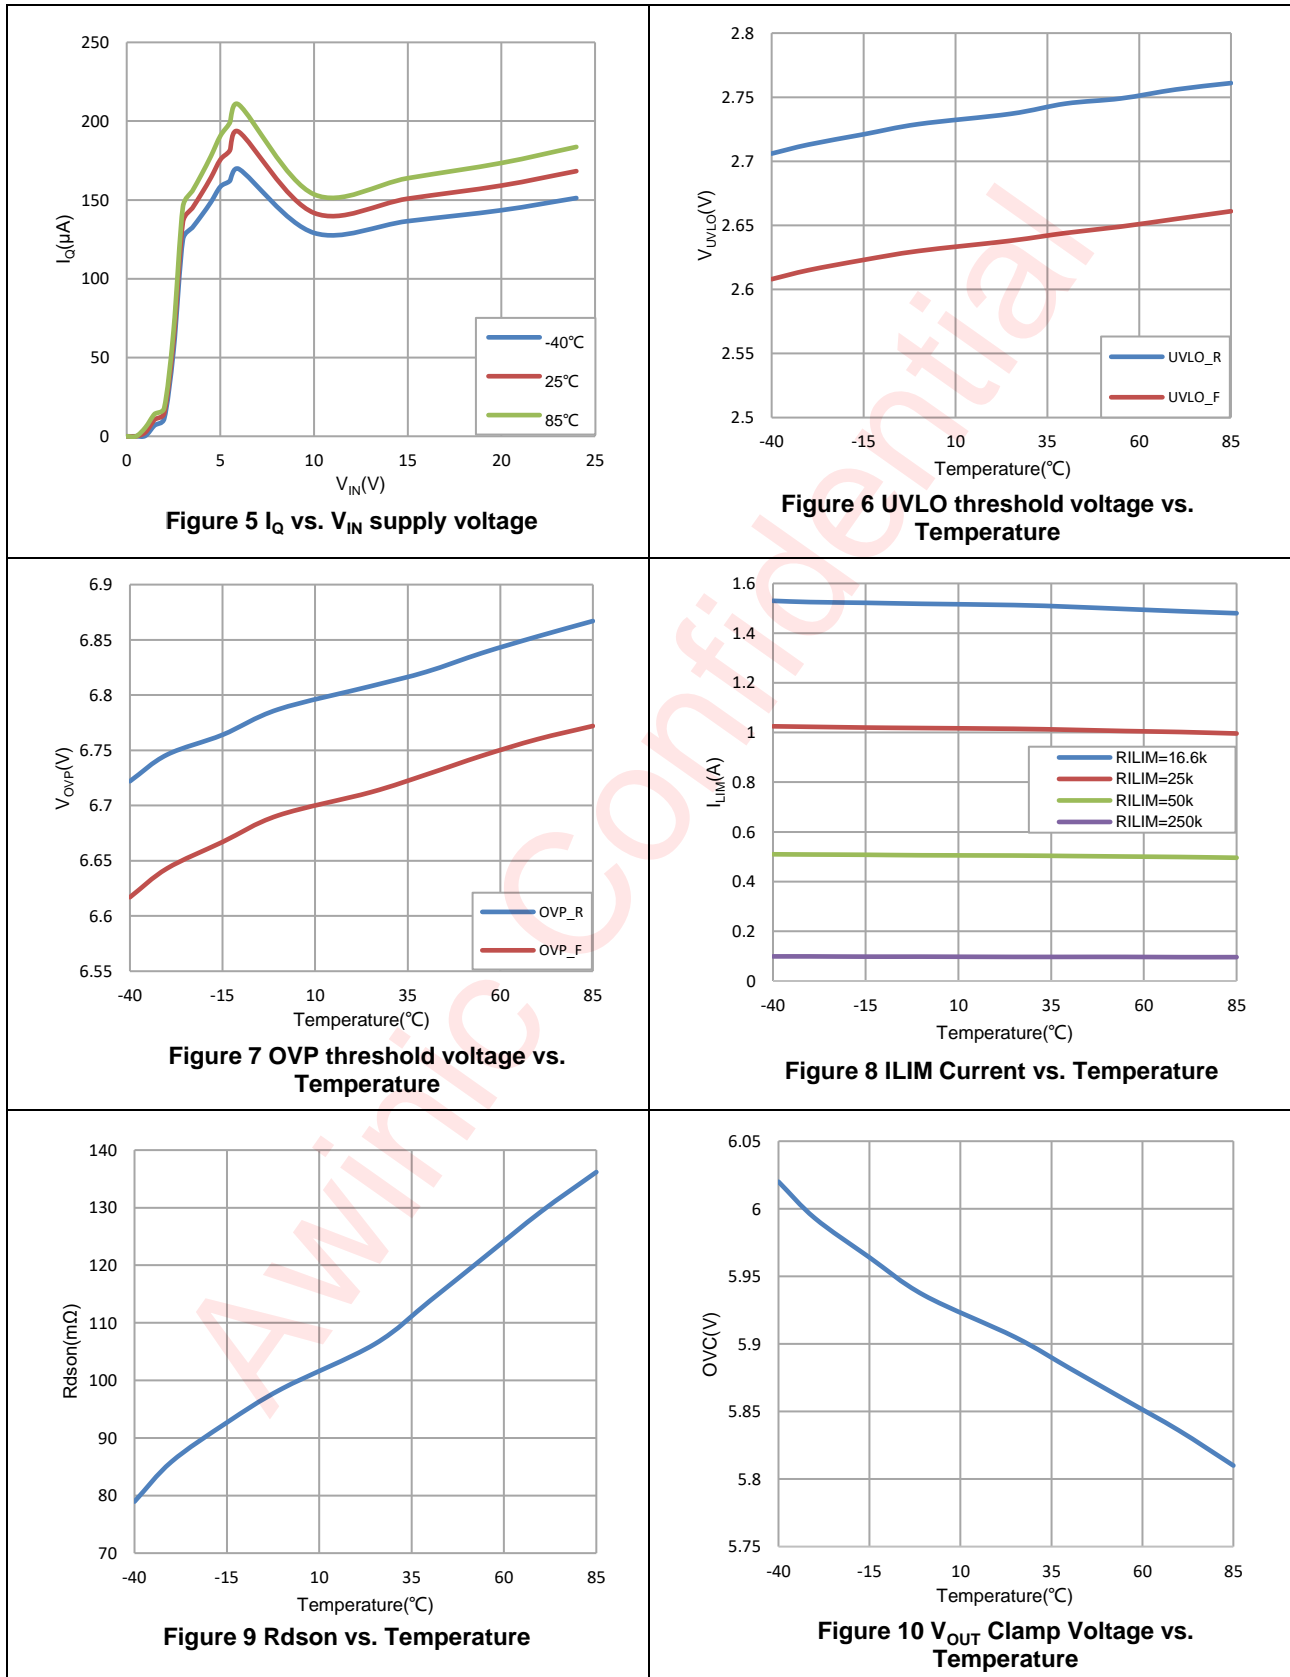 250
200
150
100
50
0
I_Q(μA)
-40℃
25℃
85℃
0 5 10 15 20 25
V_IN(V)
Figure 5 I_Q vs. V_IN supply voltage
2.8
2.75
2.7
2.65
2.6
2.55
2.5
V_UVLO(V)
UVLO_R
UVLO_F
-40 -15 10 35 60 85
Temperature(℃)
Figure 6 UVLO threshold voltage vs.
Temperature
6.9
6.85
6.8
6.75
6.7
6.65
6.6
6.55
V_OVP(V)
OVP_R
OVP_F
-40 -15 10 35 60 85
Temperature(℃)
Figure 7 OVP threshold voltage vs.
Temperature
1.6
1.4
1.2
1
0.8
0.6
0.4
0.2
0
I_LIM(A)
RILIM=16.6k
RILIM=25k
RILIM=50k
RILIM=250k
-40 -15 10 35 60 85
Temperature(℃)
Figure 8 ILIM Current vs. Temperature
140
130
120
110
100
90
80
70
Rdson(mΩ)
-40 -15 10 35 60 85
Temperature(℃)
Figure 9 Rdson vs. Temperature
6.05
6
5.95
5.9
5.85
5.8
5.75
OVC(V)
-40 -15 10 35 60 85
Temperature(℃)
Figure 10 V_OUT Clamp Voltage vs.
Temperature
Awinic Confidential